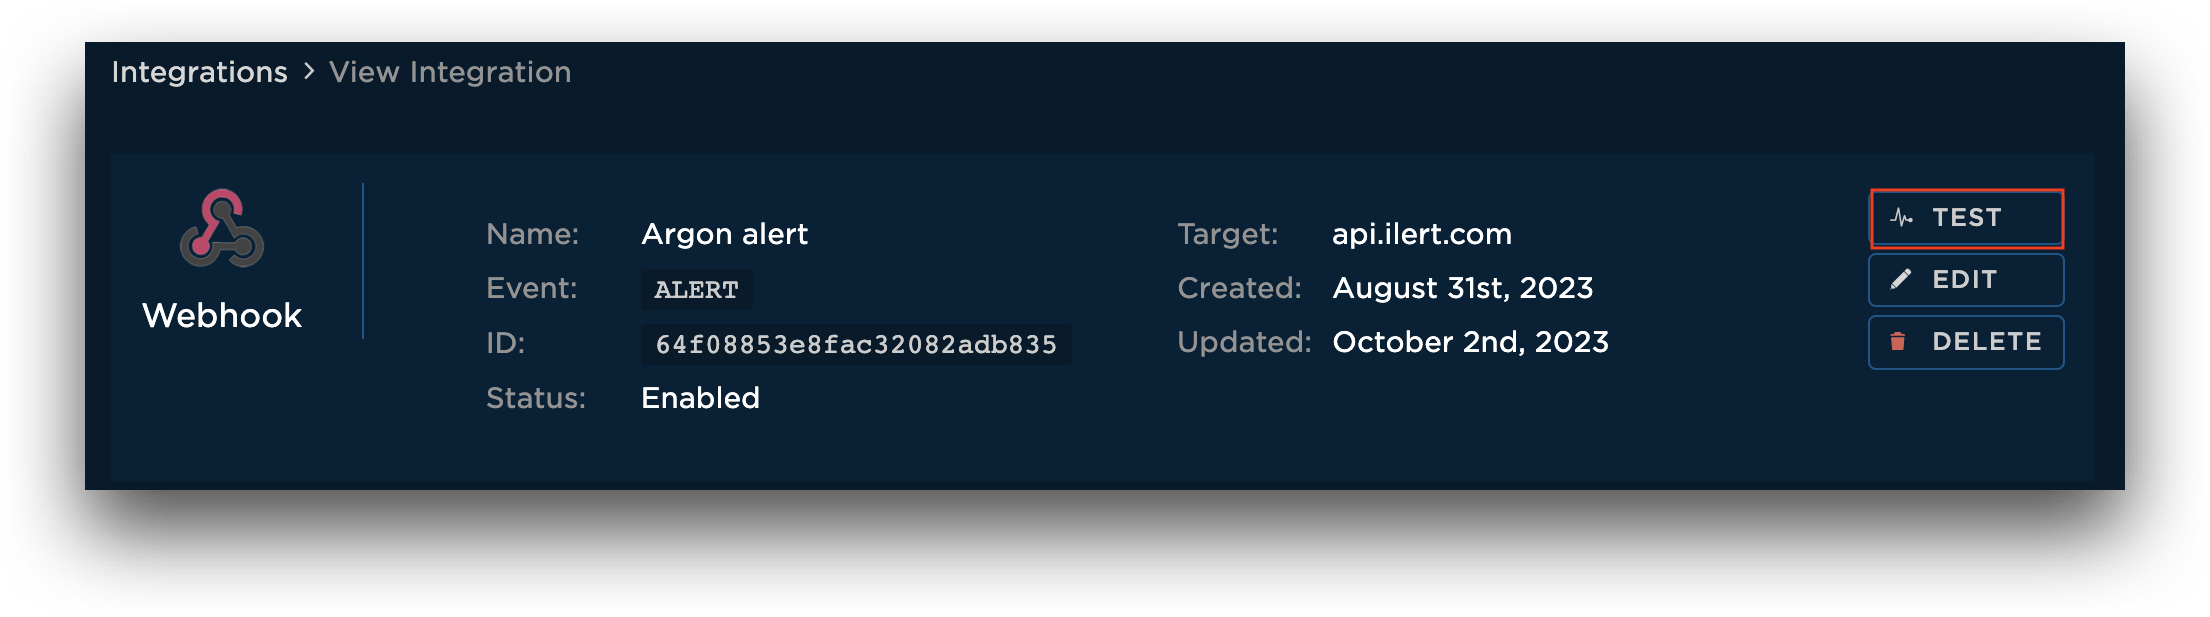 Integrations > View Integration
Webhook
Name: Argon alert
Event: ALERT
ID: 64f08853e8fac32082adb835
Status: Enabled
Target: api.ilert.com
Created: August 31st, 2023
Updated: October 2nd, 2023
TEST
EDIT
DELETE